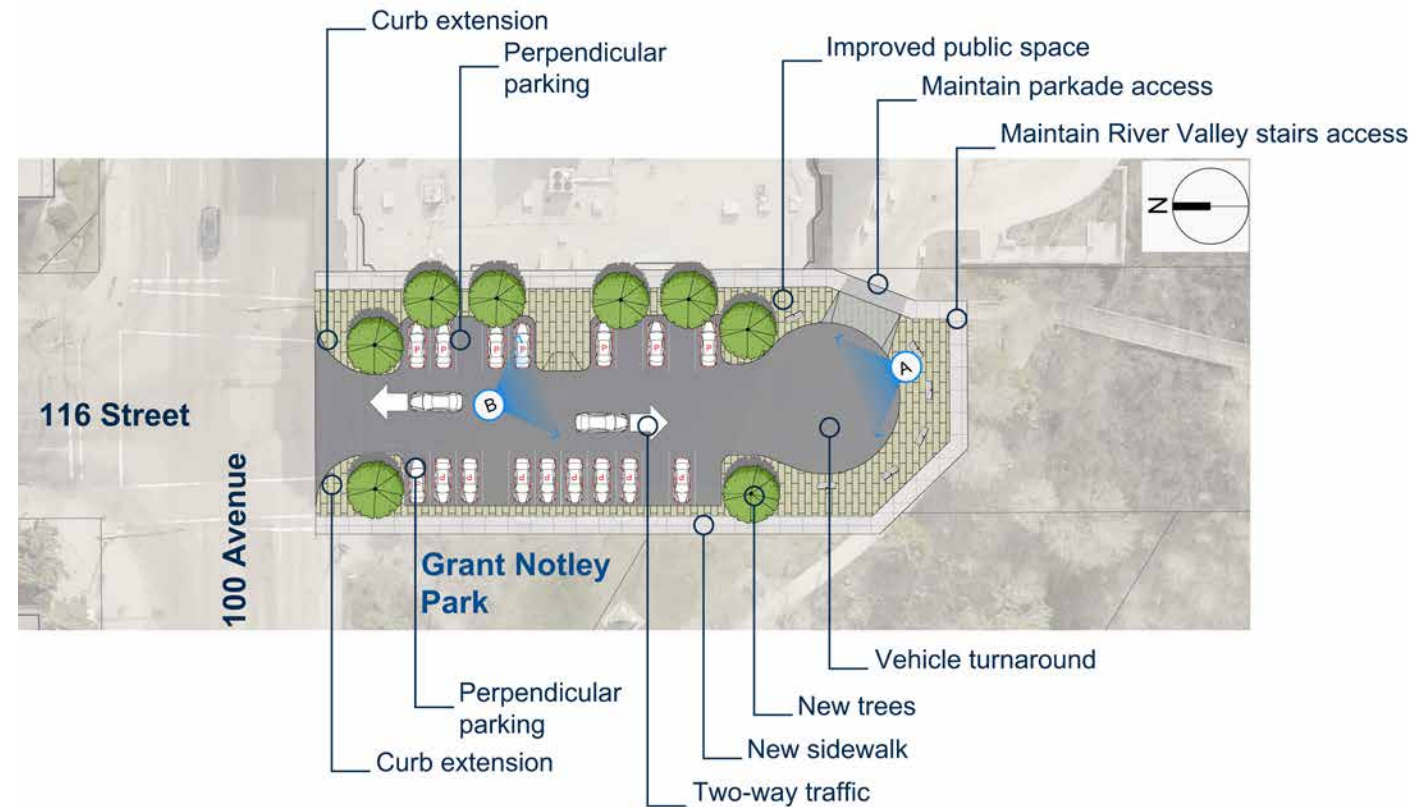 Curb extension
Perpendicular
parking
Improved public space
Maintain parkade access
Maintain River Valley stairs access
N
P P P P P P P
A
B
116 Street
100 Avenue
P P P P P P P P P
Grant Notley
Park
Vehicle turnaround
Perpendicular
parking
New trees
New sidewalk
Curb extension
Two-way traffic